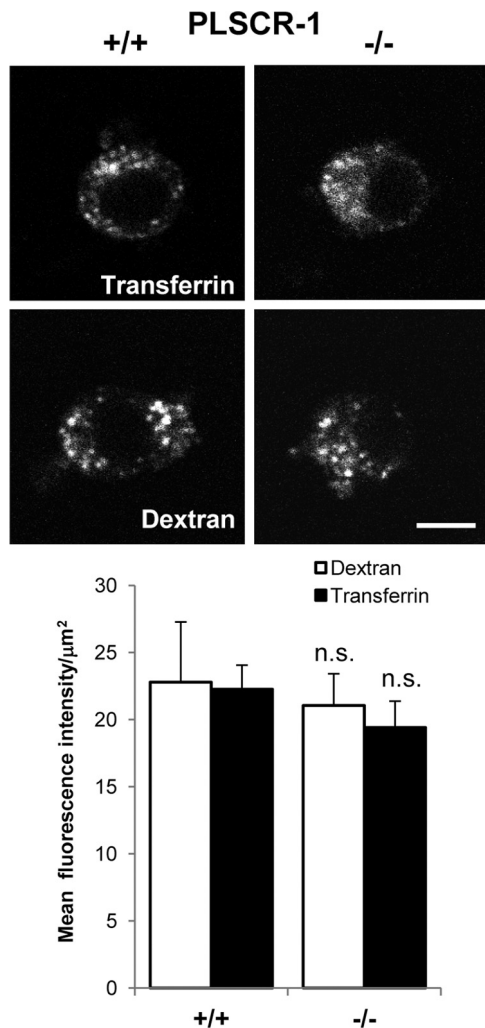 PLSCR-1
+/+ -/-
Transferrin
Dextran
Dextran
Transferrin
n.s. n.s.
30
25
20
15
10
5
0
Mean fluorescence intensity/μm²
+/+ -/-